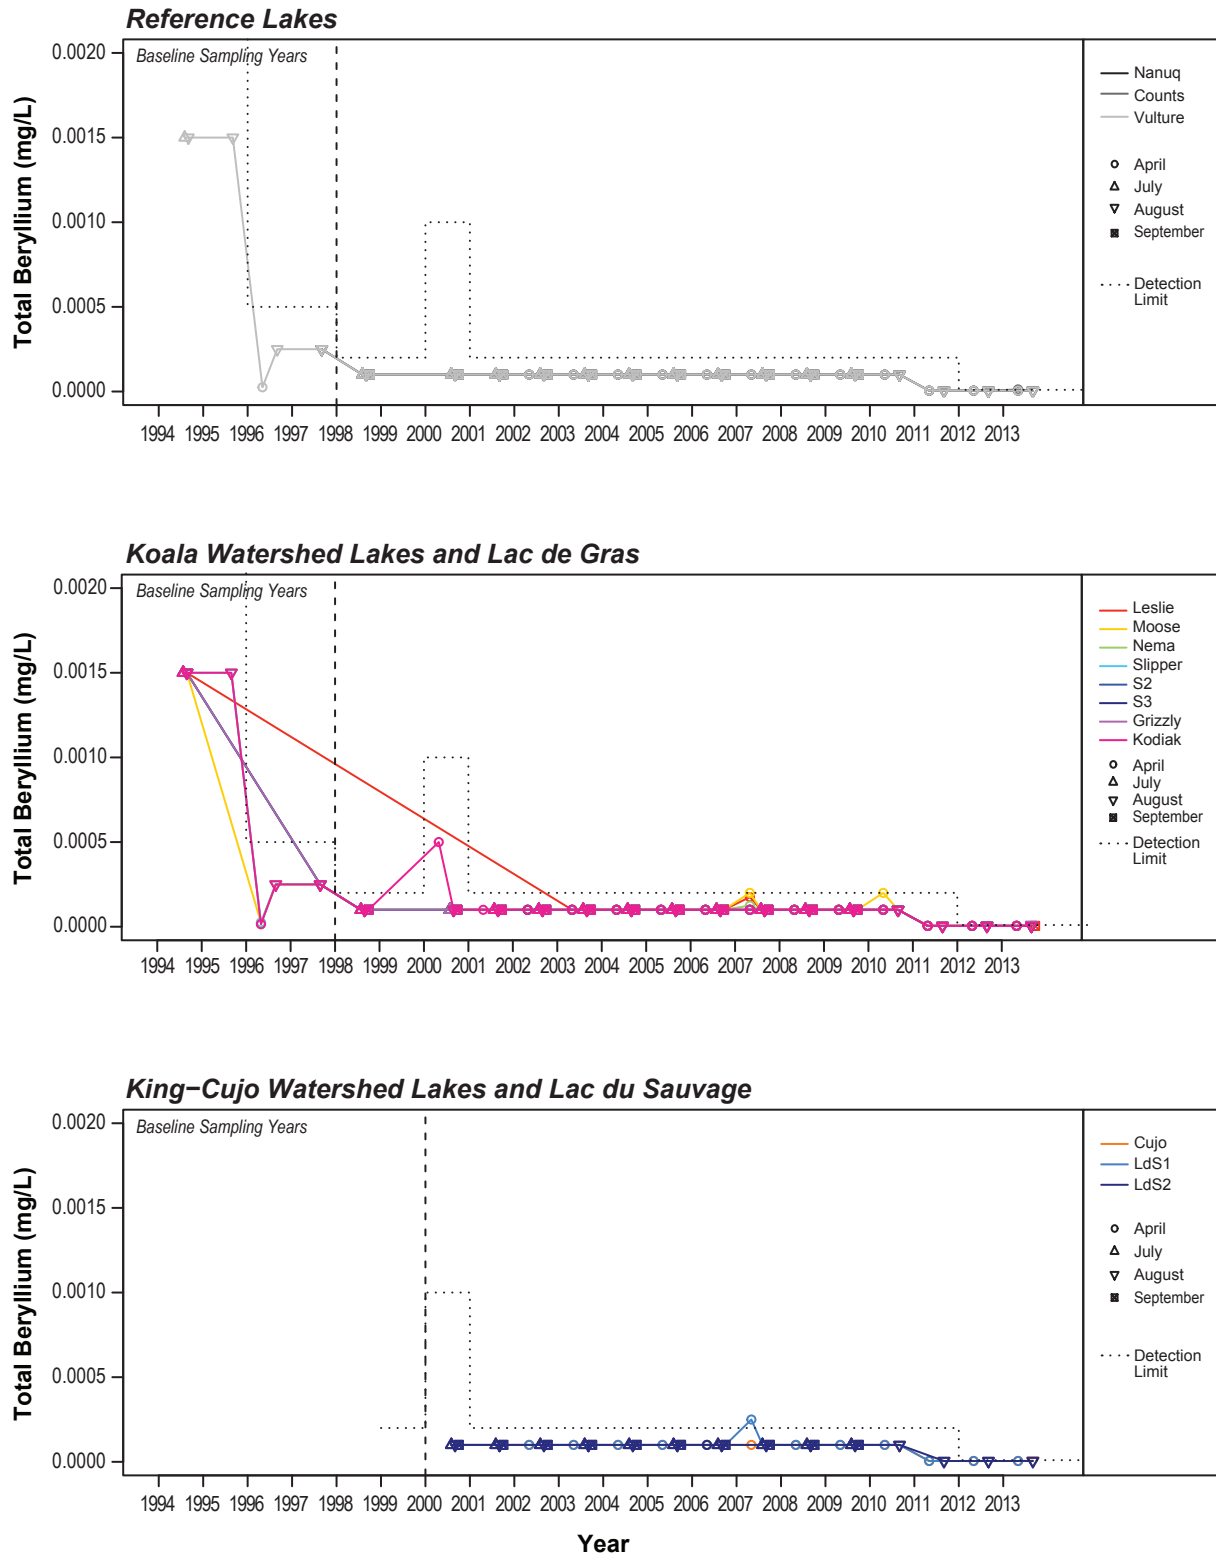 Reference Lakes
Baseline Sampling Years
Total Beryllium (mg/L)
0.0020
0.0015
0.0010
0.0005
0.0000
1994 1995 1996 1997 1998 1999 2000 2001 2002 2003 2004 2005 2006 2007 2008 2009 2010 2011 2012 2013
Nanuq
Counts
Vulture
April
July
August
September
Detection
Limit
Koala Watershed Lakes and Lac de Gras
Baseline Sampling Years
Total Beryllium (mg/L)
0.0020
0.0015
0.0010
0.0005
0.0000
1994 1995 1996 1997 1998 1999 2000 2001 2002 2003 2004 2005 2006 2007 2008 2009 2010 2011 2012 2013
Leslie
Moose
Nema
Slipper
S2
S3
Grizzly
Kodiak
April
July
August
September
Detection
Limit
King−Cujo Watershed Lakes and Lac du Sauvage
Baseline Sampling Years
Total Beryllium (mg/L)
0.0020
0.0015
0.0010
0.0005
0.0000
1994 1995 1996 1997 1998 1999 2000 2001 2002 2003 2004 2005 2006 2007 2008 2009 2010 2011 2012 2013
Year
Cujo
LdS1
LdS2
April
July
August
September
Detection
Limit